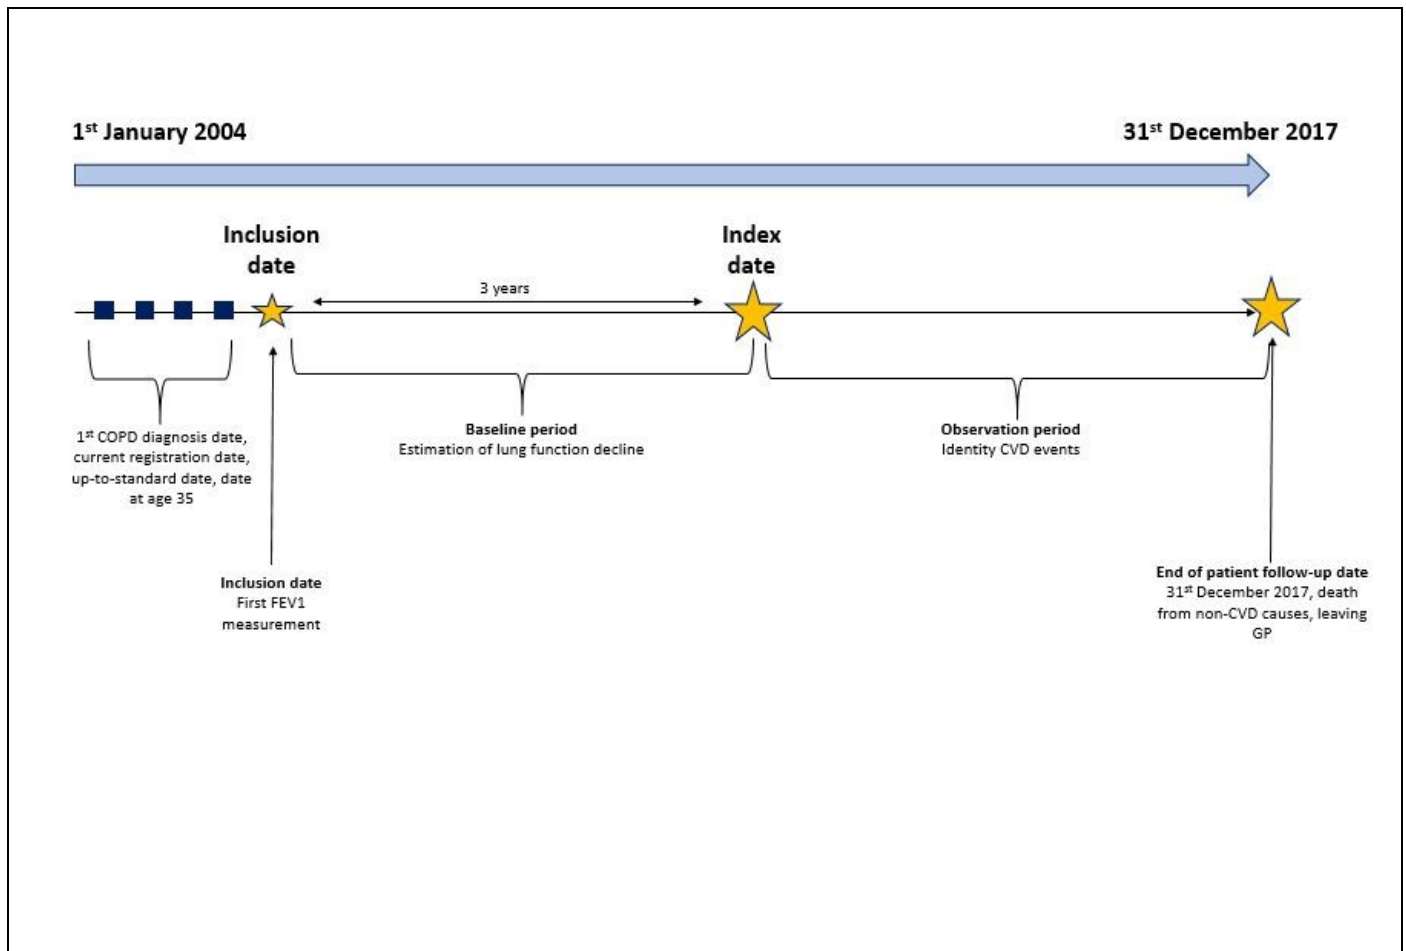 1st January 2004
31st December 2017
Inclusion
date
Index
date
3 years
1st COPD diagnosis date,
current registration date,
up-to-standard date, date
at age 35
Baseline period
Estimation of lung function decline
Observation period
Identity CVD events
Inclusion date
First FEV1
measurement
End of patient follow-up date
31st December 2017, death
from non-CVD causes, leaving
GP